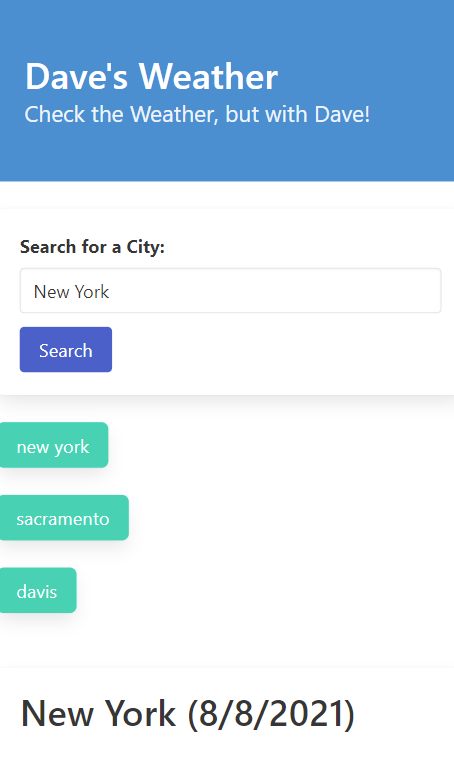 Dave's Weather
Check the Weather, but with Dave!
Search for a City:
New York
Search
new york
sacramento
davis
New York (8/8/2021)